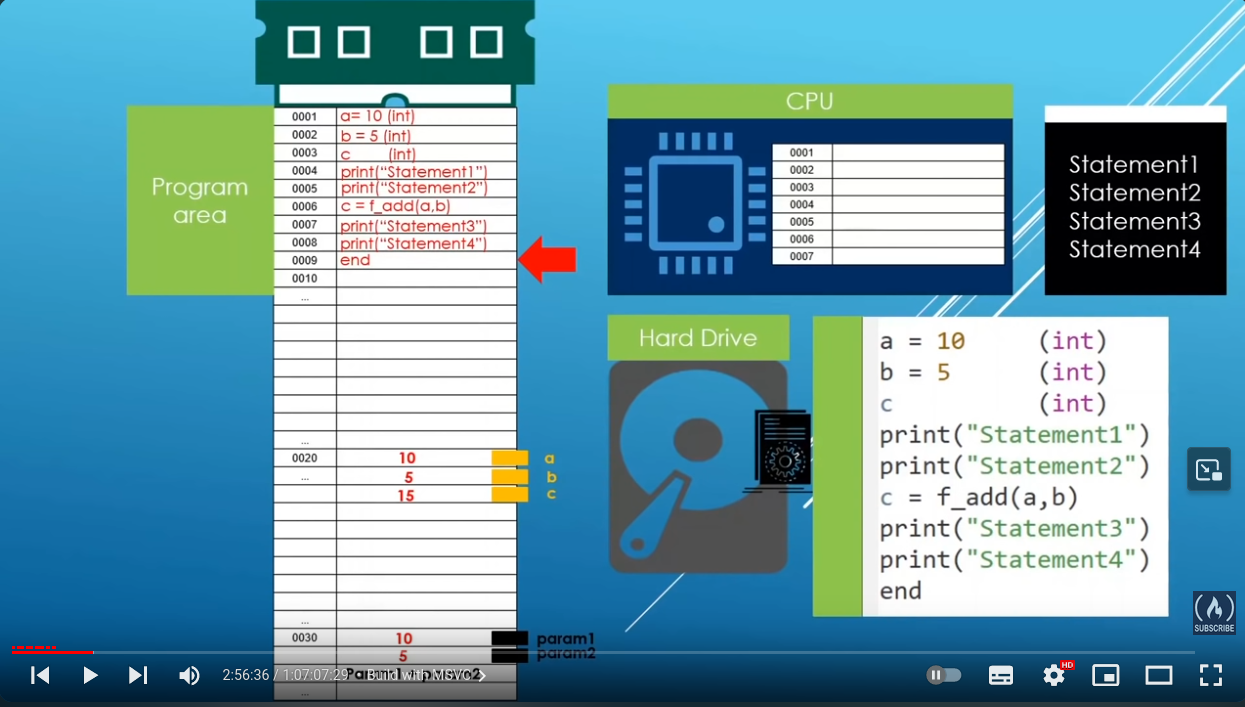 Program
area
0001 a= 10 (int)
0002 b = 5 (int)
0003 c (int)
0004 print(“Statement1”)
0005 print(“Statement2”)
0006 c = f_add(a,b)
0007 print(“Statement3”)
0008 print(“Statement4”)
0009 end
0010
...
...
0020 10 a
... 5 b
15 c
...
0030 10 param1
5 param2
...
CPU
0001
0002
0003
0004
0005
0006
0007
Statement1
Statement2
Statement3
Statement4
Hard Drive
a = 10 (int)
b = 5 (int)
c (int)
print("Statement1")
print("Statement2")
c = f_add(a,b)
print("Statement3")
print("Statement4")
end
SUBSCRIBE
2:56:36 / 1:07:07:29 Build with MSVC
HD